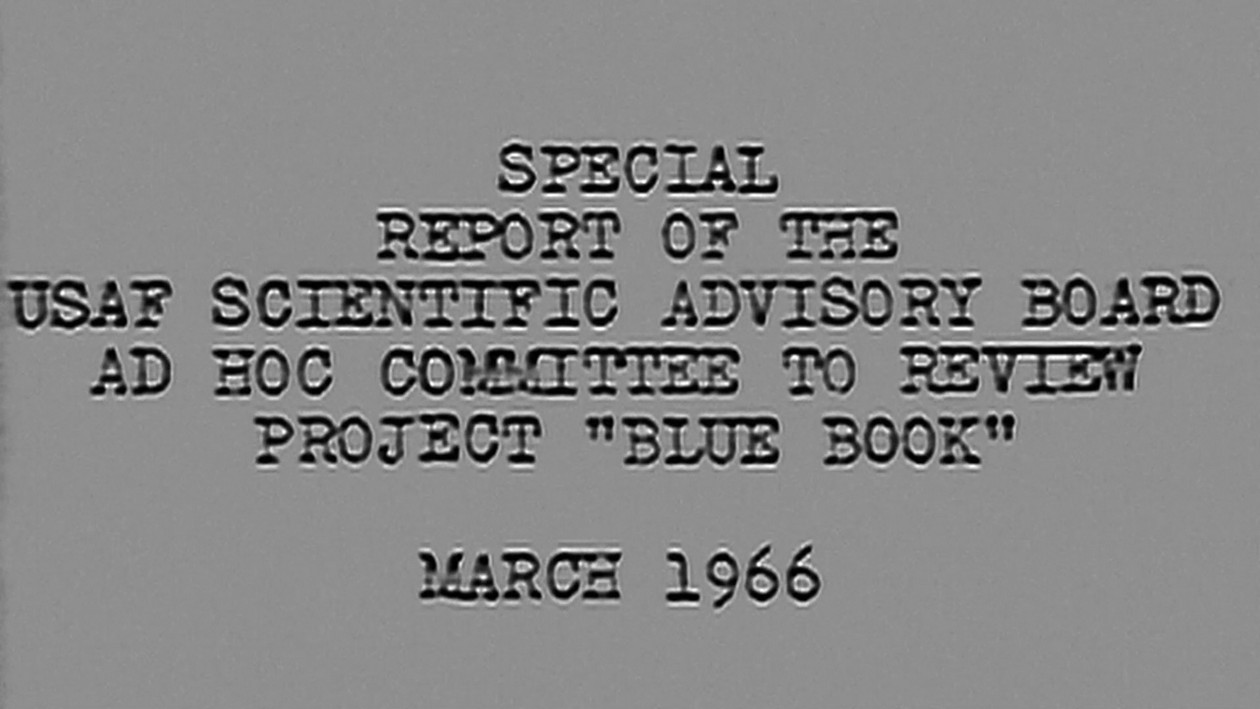 SPECIAL
REPORT OF THE
USAF SCIENTIFIC ADVISORY BOARD
AD HOC COMMITTEE TO REVIEW
PROJECT "BLUE BOOK"
MARCH 1966